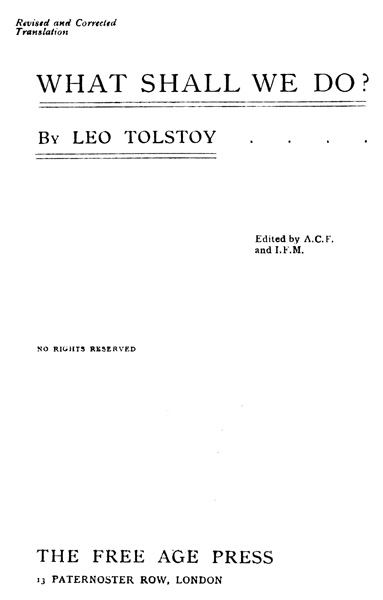 Revised and Corrected
Translation
WHAT SHALL WE DO?
BY LEO TOLSTOY . . . .
Edited by A.C.F.
and I.F.M.
NO RIGHTS RESERVED
THE FREE AGE PRESS
13 PATERNOSTER ROW, LONDON